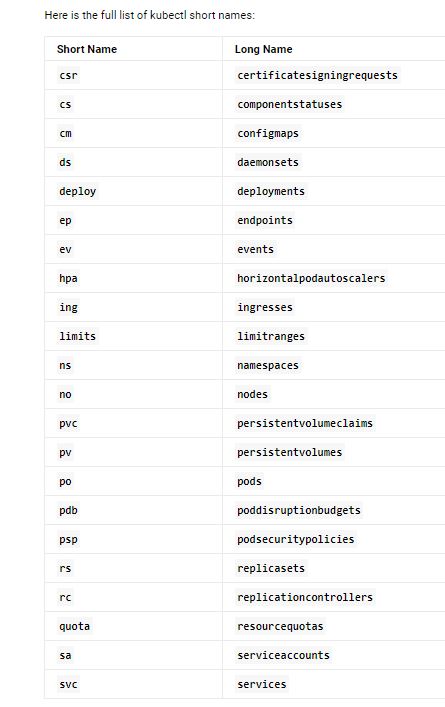 Here is the full list of kubectl short names:
Short Name Long Name
csr certificatesigningrequests
cs componentstatuses
cm configmaps
ds daemonsets
deploy deployments
ep endpoints
ev events
hpa horizontalpodautoscalers
ing ingresses
limits limitranges
ns namespaces
no nodes
pvc persistentvolumeclaims
pv persistentvolumes
po pods
pdb poddisruptionbudgets
psp podsecuritypolicies
rs replicasets
rc replicationcontrollers
quota resourcequotas
sa serviceaccounts
svc services